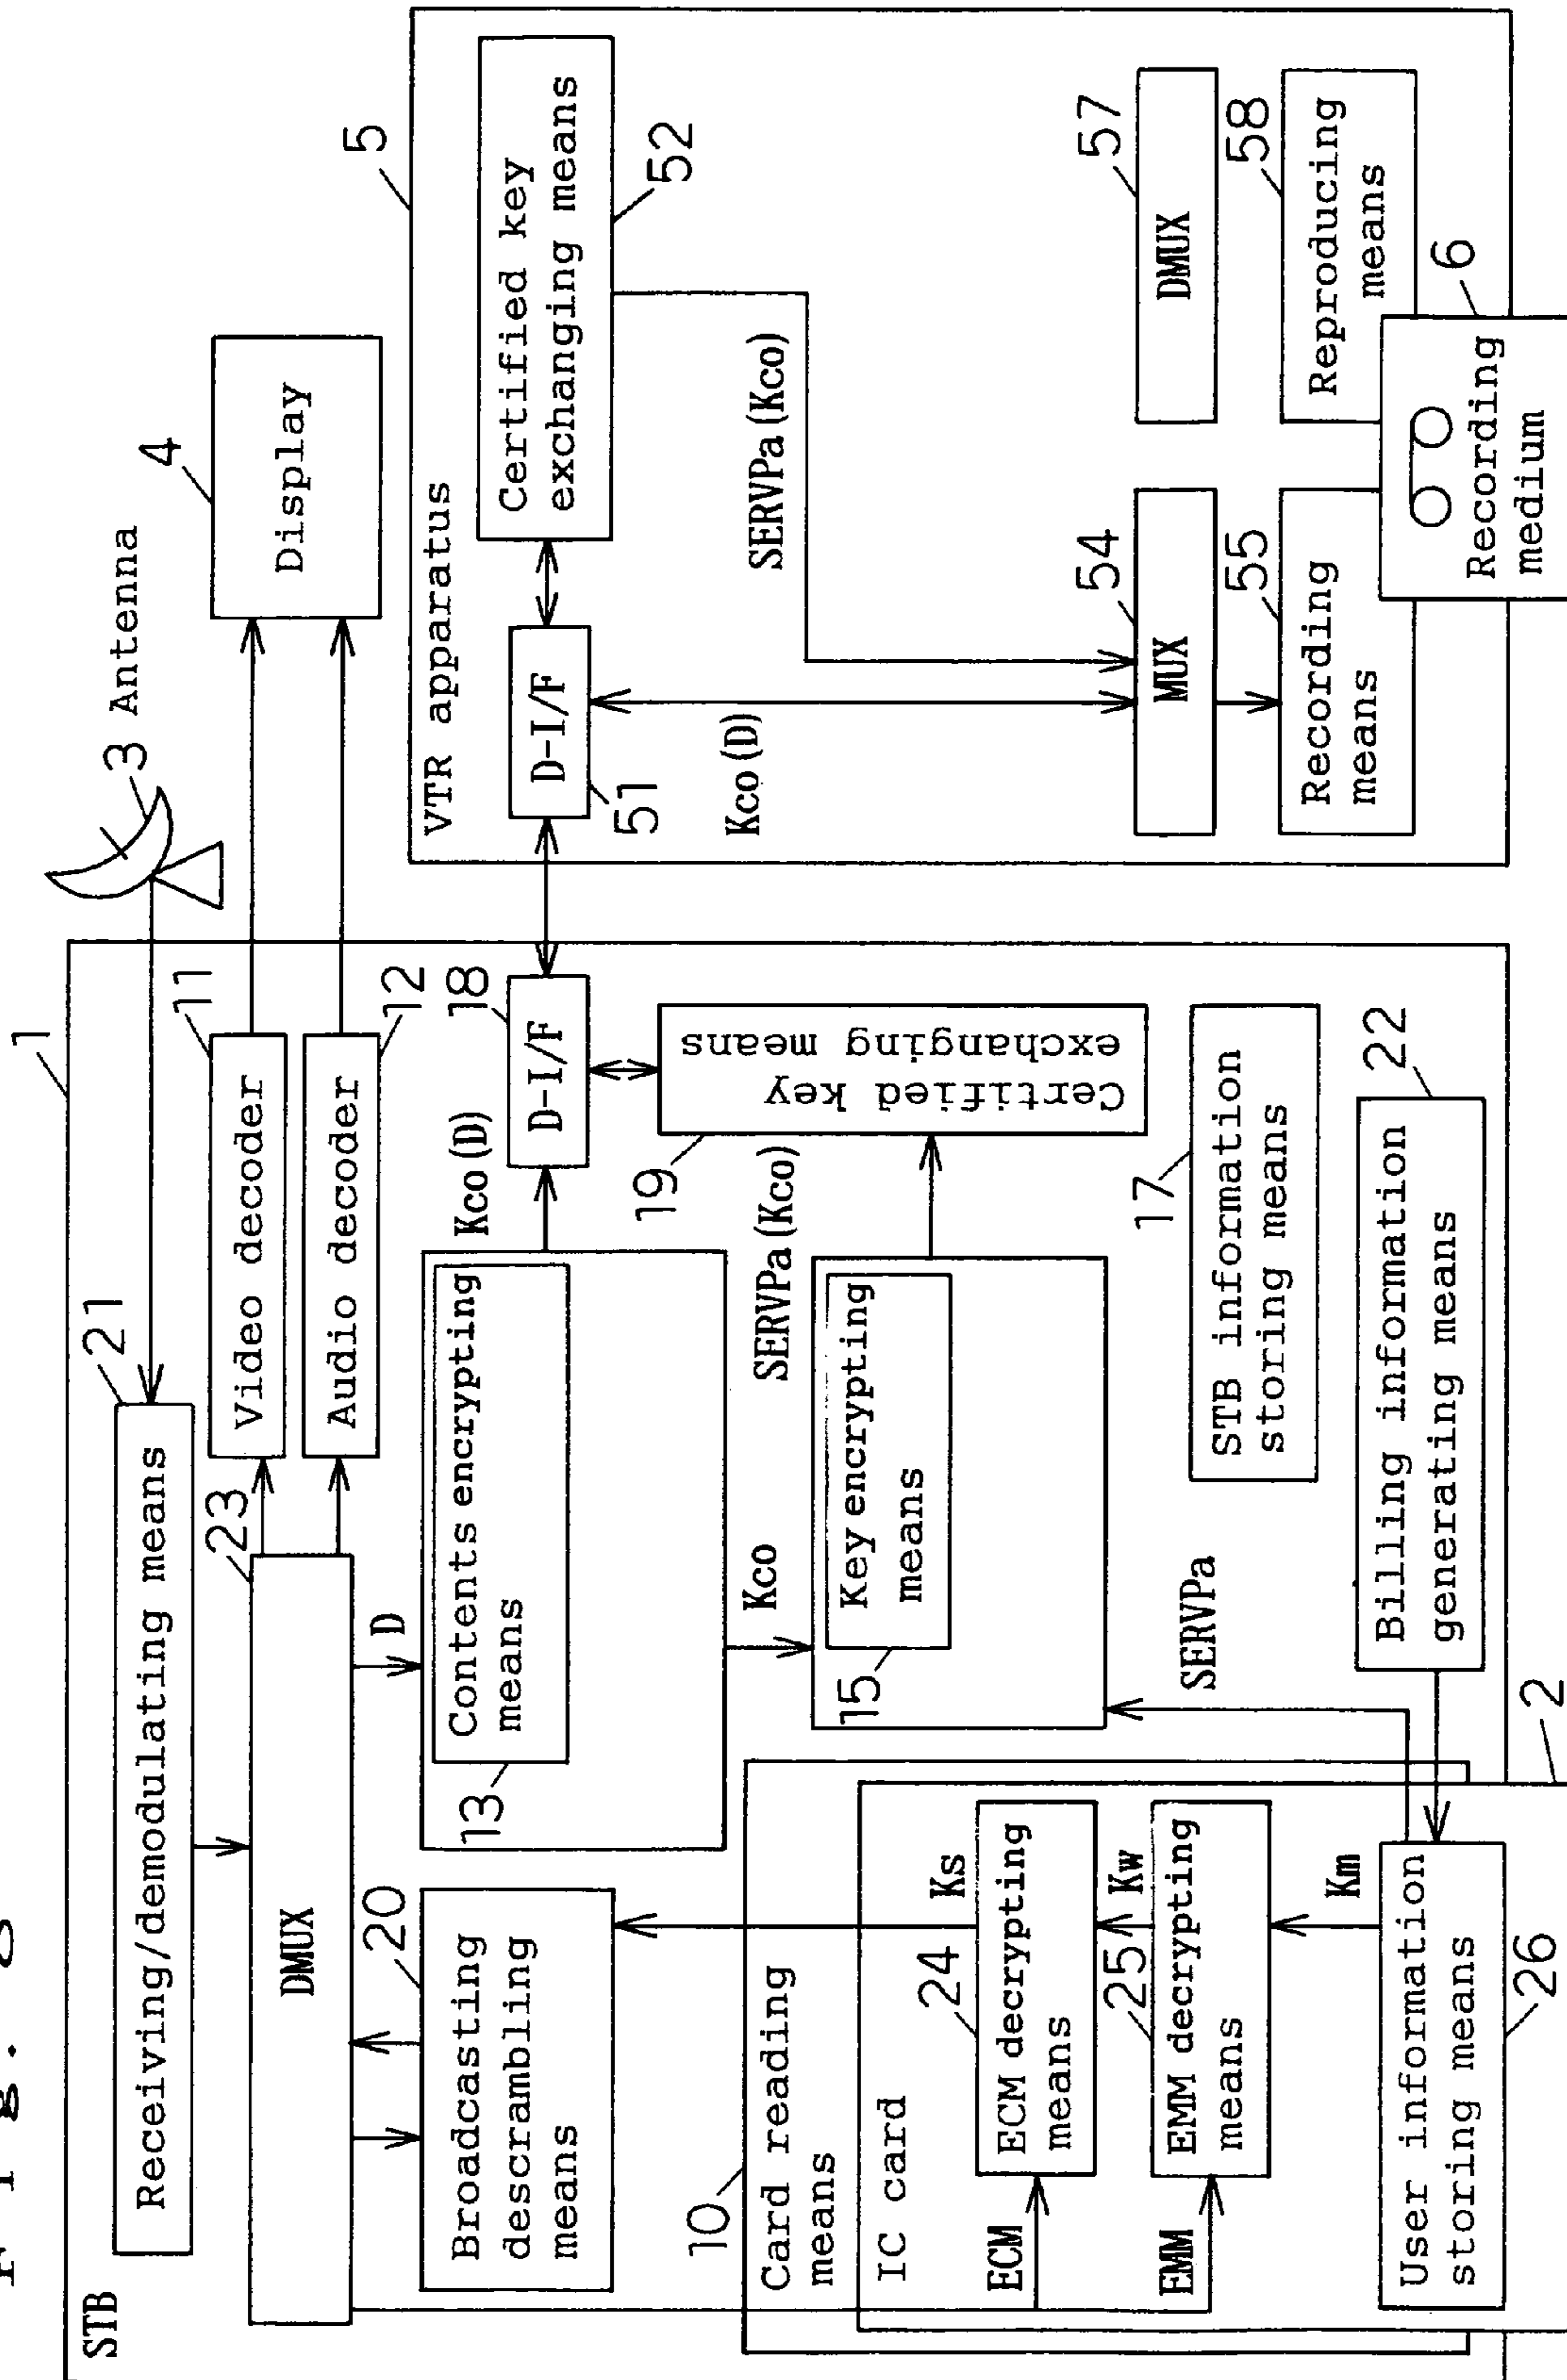 STB
1
Receiving/demodulating means
21
3
Antenna
DMUX
23
Video decoder
11
Audio decoder
12
4
Display
Broadcasting
descrambling
means
20
D
Contents encrypting
means
13
Kco(D)
D-I/F
18
Certified key
exchanging means
19
Kco
SERVPa(Kco)
Key encrypting
means
15
SERVPa
STB information
storing means
17
Billing information
generating means
22
10
Card reading
means
IC card
2
ECM
ECM decrypting
means
24
Ks
EMM
EMM decrypting
means
25
Kw
Km
User information
storing means
26
VTR apparatus
5
D-I/F
51
Certified key
exchanging means
52
SERVPa(Kco)
Kco(D)
MUX
54
DMUX
57
Recording
means
55
Reproducing
means
58
Recording
medium
6